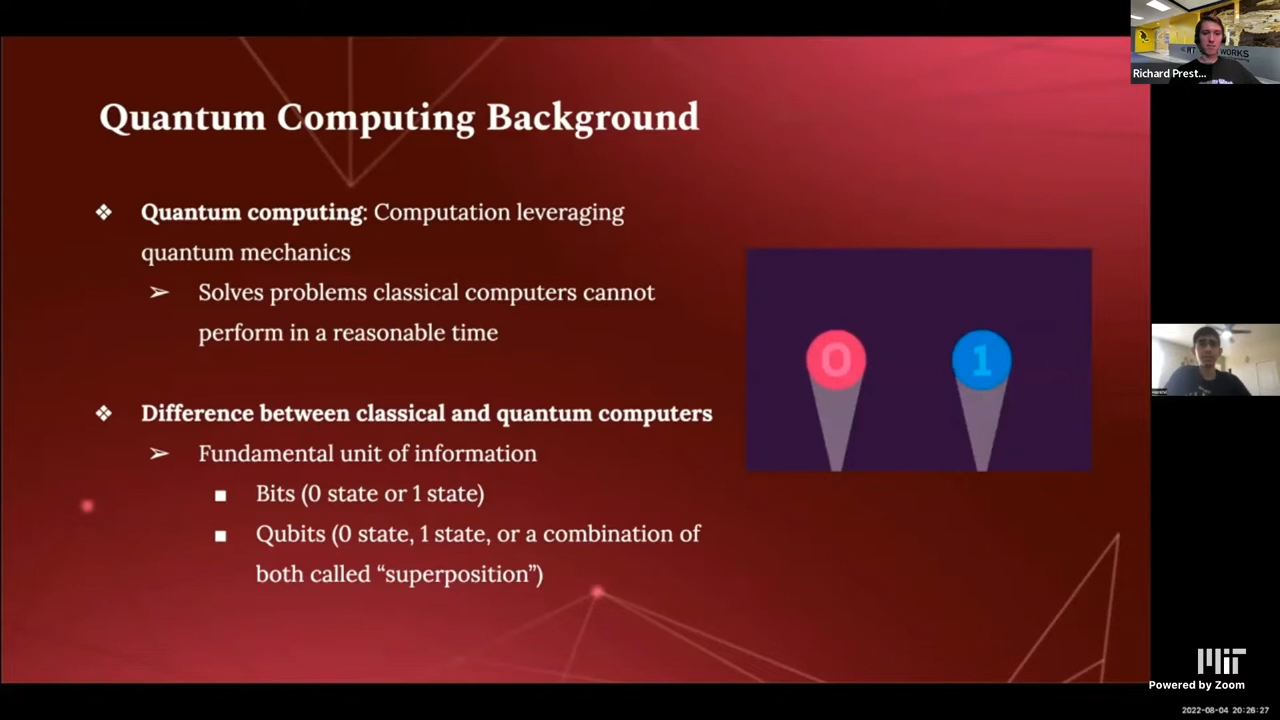 Richard Prest...
Quantum Computing Background
❖ Quantum computing: Computation leveraging
quantum mechanics
➢ Solves problems classical computers cannot
perform in a reasonable time
0 1
❖ Difference between classical and quantum computers
➢ Fundamental unit of information
■ Bits (0 state or 1 state)
■ Qubits (0 state, 1 state, or a combination of
both called “superposition”)
MIT
Powered by Zoom
2022-08-04 20:26:27